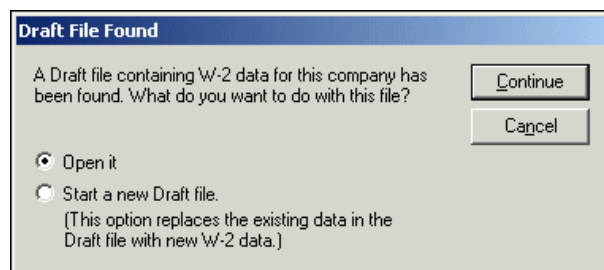 Draft File Found
A Draft file containing W-2 data for this company has
been found. What do you want to do with this file?
Continue
Cancel
Open it
Start a new Draft file.
(This option replaces the existing data in the
Draft file with new W-2 data.)